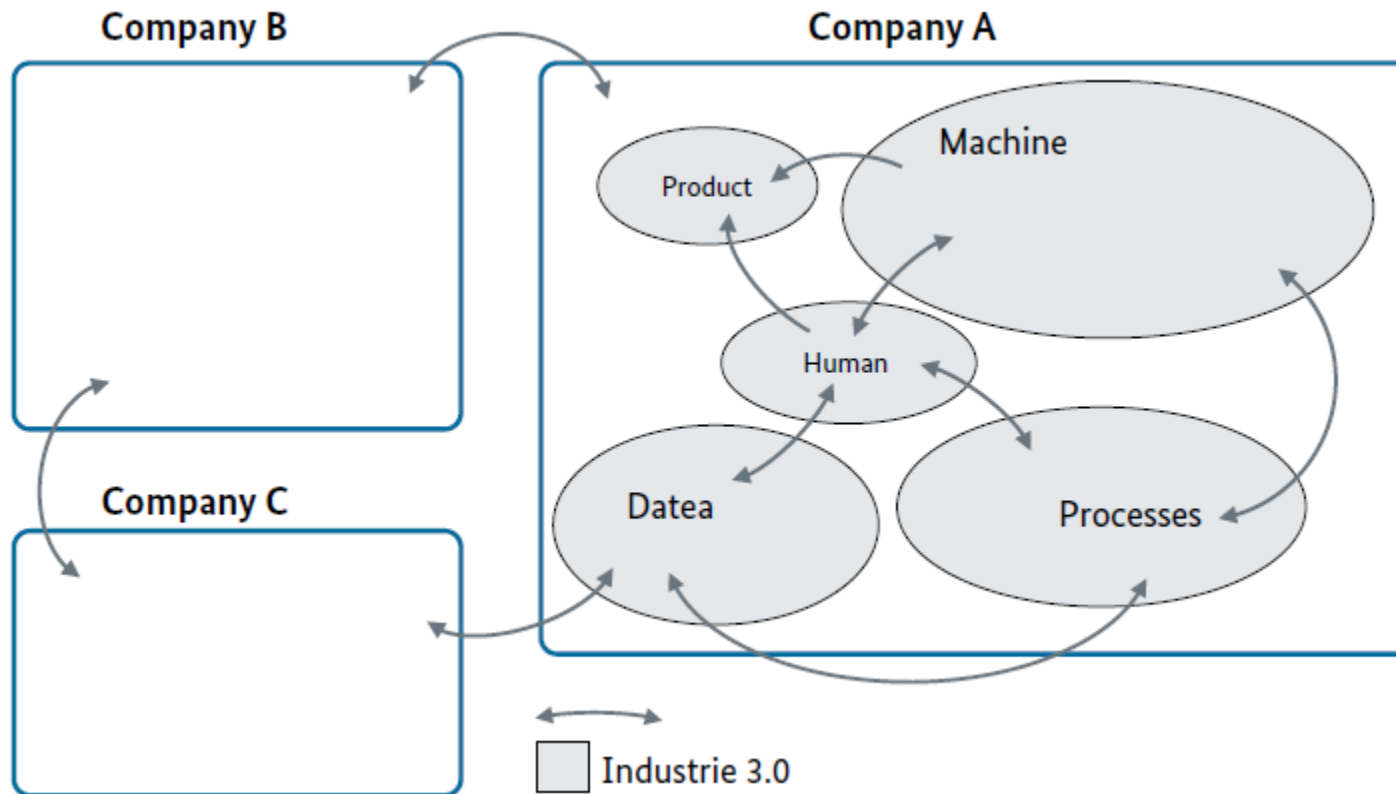 Company B
Company A
Machine
Product
Human
Company C
Datea
Processes
Industrie 3.0